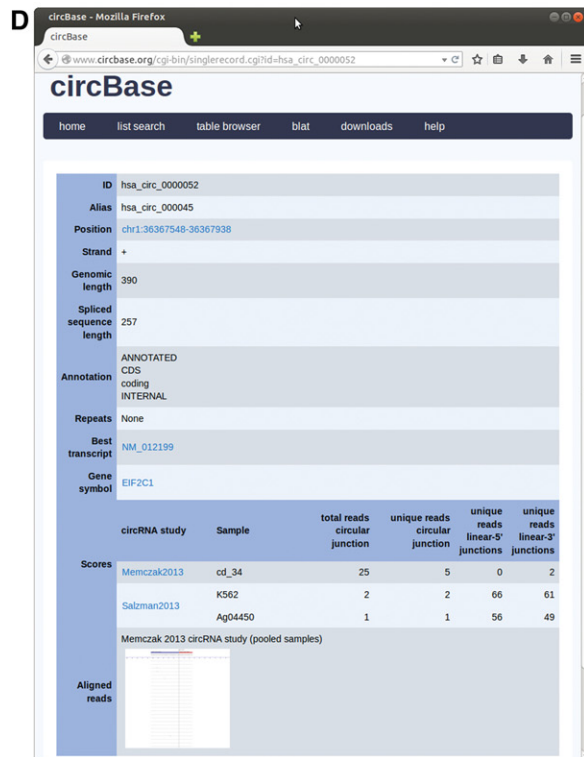 D
circBase - Mozilla Firefox
circBase
www.circbase.org/cgi-bin/singlerecord.cgi?id=hsa_circ_0000052
circBase
home list search table browser blat downloads help
ID hsa_circ_0000052
Alias hsa_circ_000045
Position chr1:36367548-36367938
Strand +
Genomic
length 390
Spliced
sequence 257
length
Annotation ANNOTATED
CDS
coding
INTERNAL
Repeats None
Best
transcript NM_012199
Gene
symbol EIF2C1
Scores
circRNA study Sample total reads circular junction unique reads circular junction unique reads linear-5' junctions unique reads linear-3' junctions
Memczak2013 cd_34 25 5 0 2
Salzman2013 K562 2 2 66 61
Ag04450 1 1 56 49
Aligned
reads
Memczak 2013 circRNA study (pooled samples)